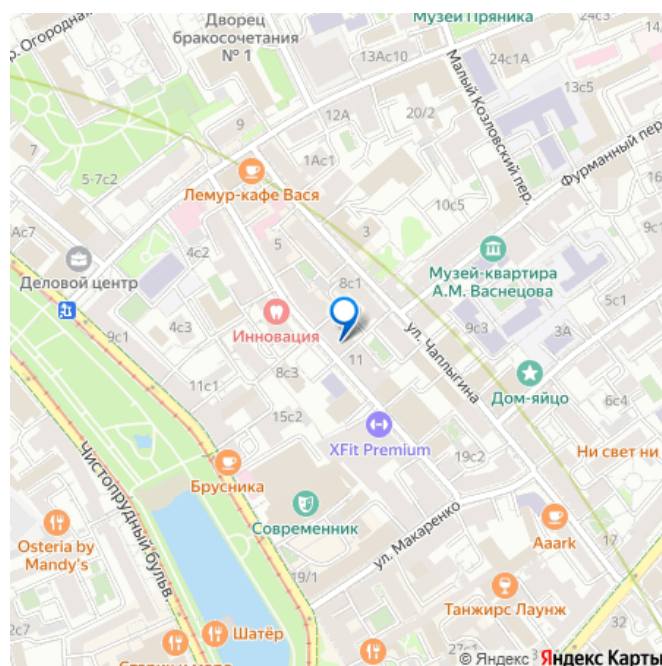 Дворец
бракосочетания
№ 1
Музей Пряника
р. Огородная
13Ас10
24с1А
13с5
Малый Козловский пер.
Фурманный пер.
9
12А
20/2
7
5-7с2
1Ас1
Лемур-кафе Вася
10с5
Ас7
4с2
5
3
Деловой центр
Музей-квартира
А.М. Васнецова
8с1
5с1
9с1
4с3
Инновация
ул. Чаплыгина
9с3
3А
11
8с3
Дом-яйцо
11с1
6с4
15с2
XFit Premium
19с2
Ни свет ни
Чистопрудный бульв.
Брусника
Современник
ул. Макаренко
Osteria by
Mandy's
Aaark
17
19/1
Танжирс Лаунж
32
2с7
Шатёр
27с1
© Яндекс Яндекс Карты